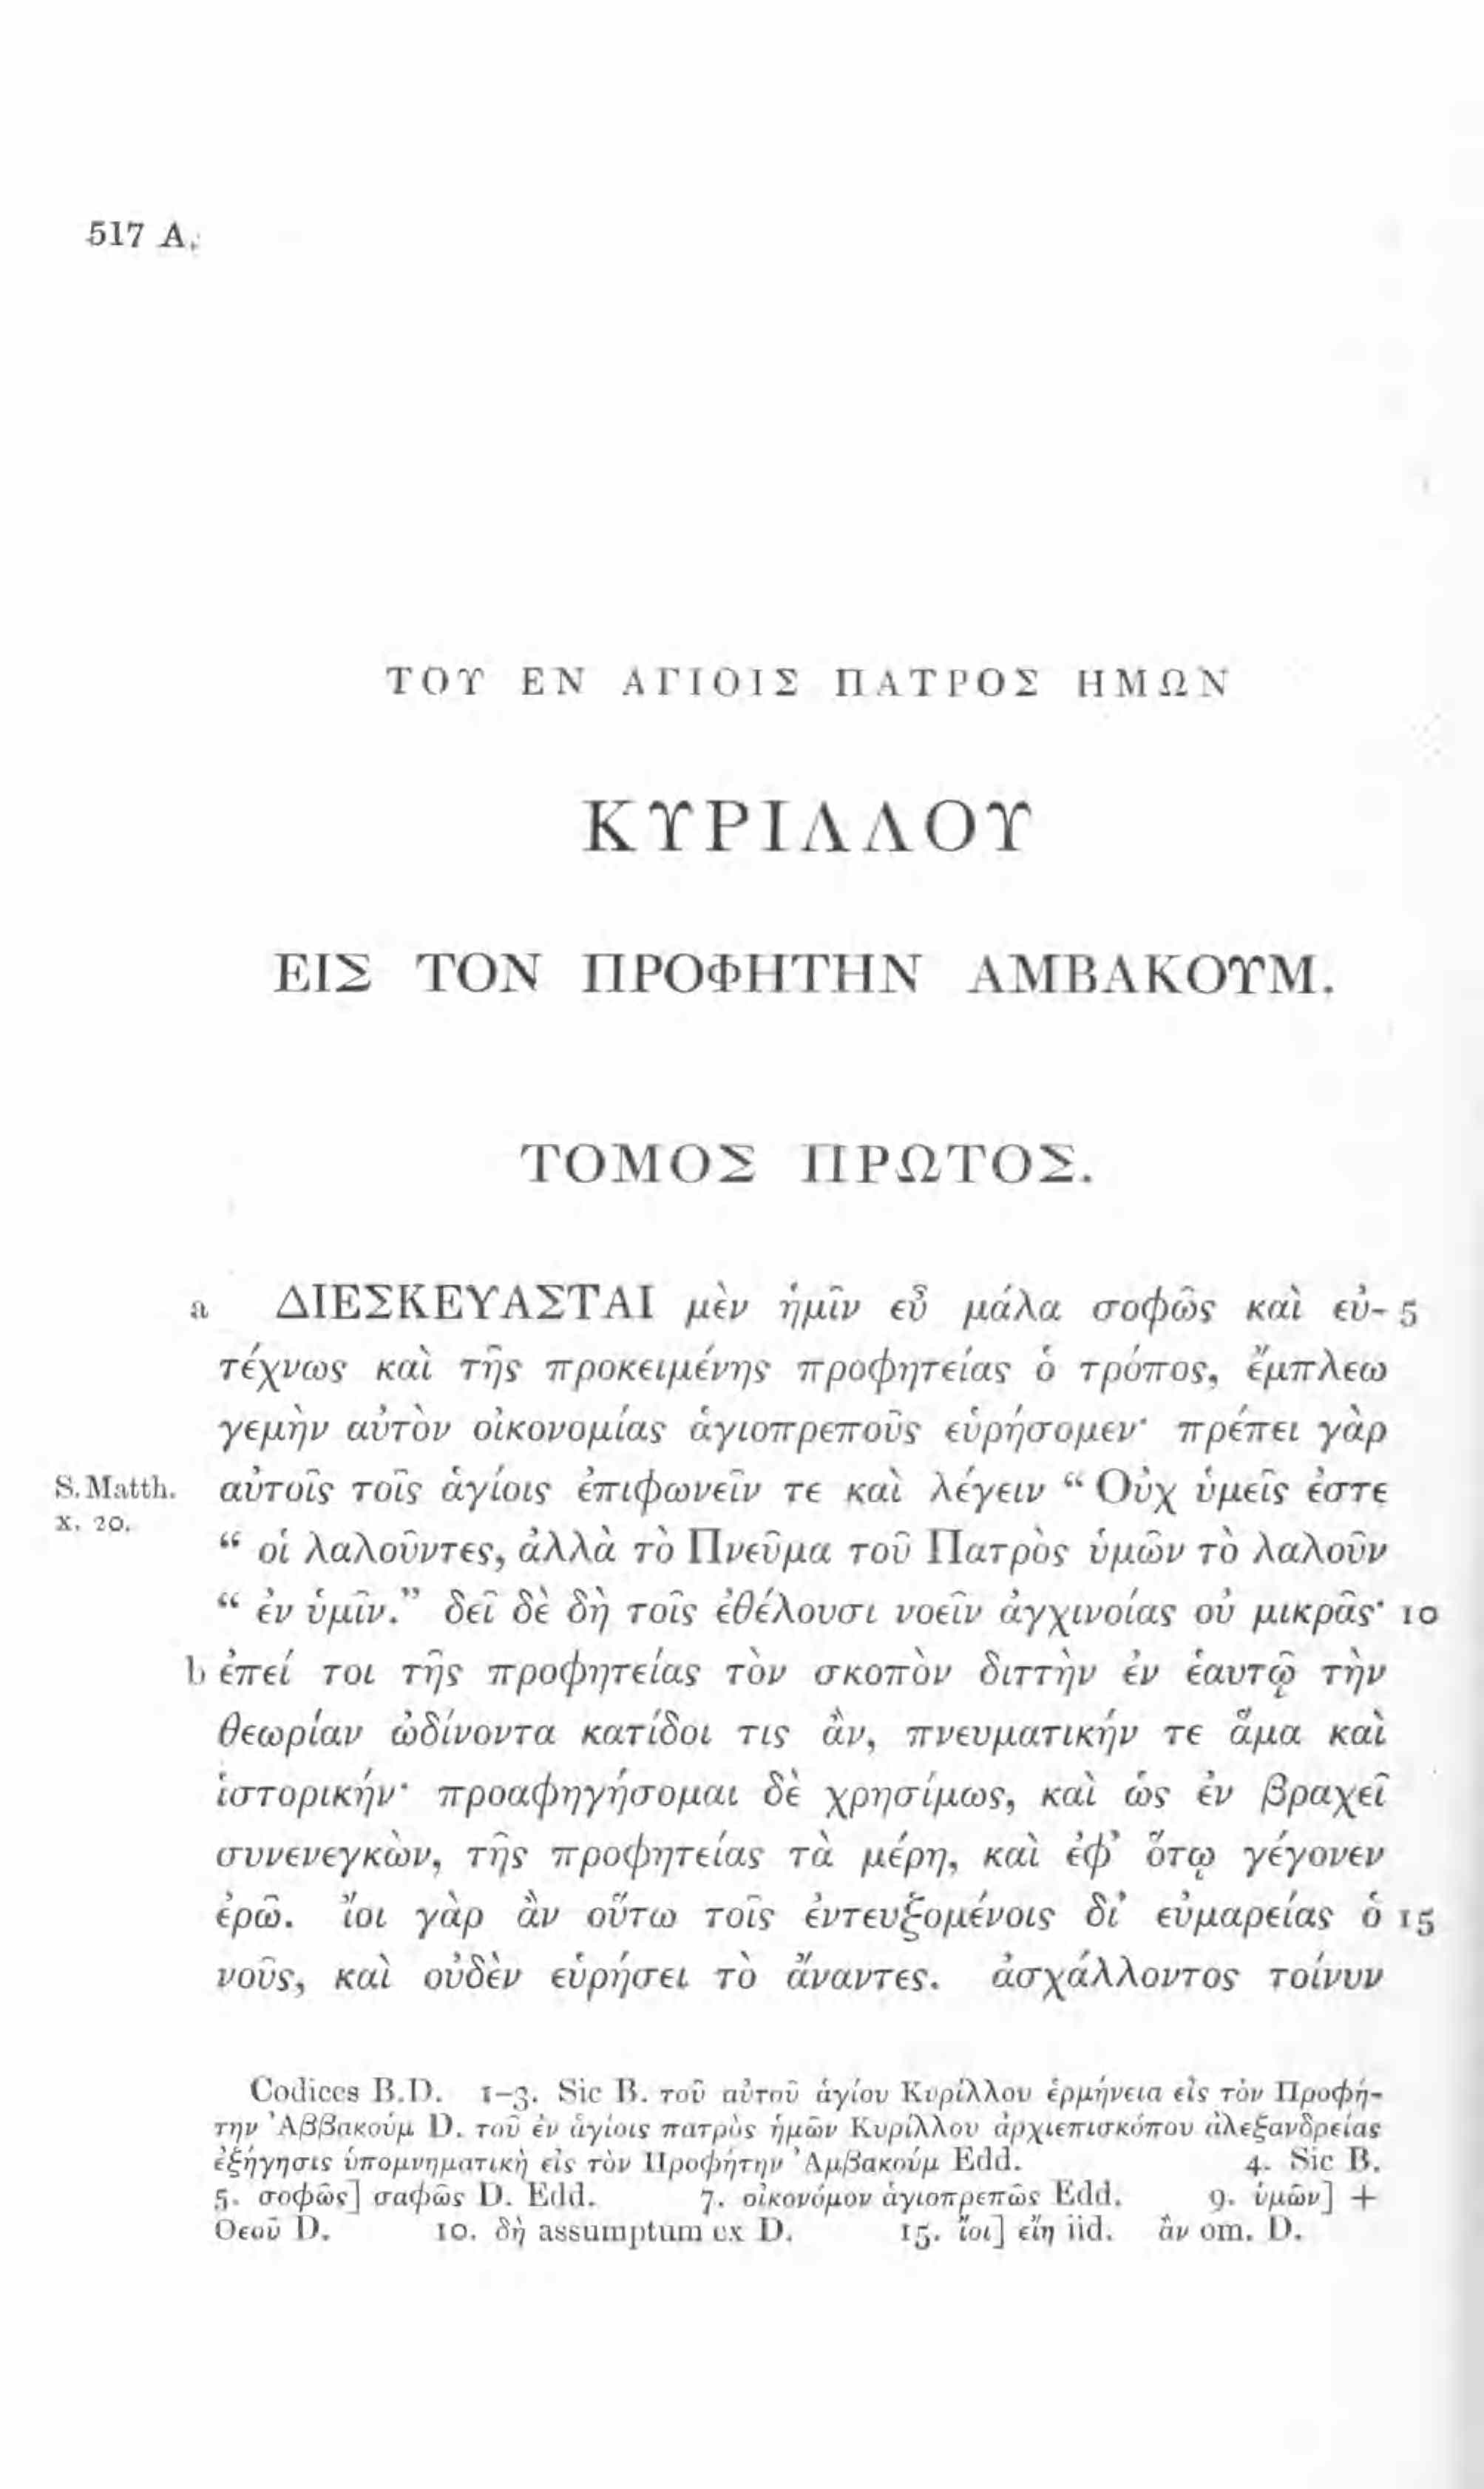 517 A.
ΤΟΥ ΕΝ ΑΓΙΟΙΣ ΠΑΤΡΟΣ ΗΜΩΝ
ΚΥΡΙΛΛΟΥ
ΕΙΣ ΤΟΝ ΠΡΟΦΗΤΗΝ ΑΜΒΑΚΟΥΜ.
ΤΟΜΟΣ ΠΡΩΤΟΣ.
a ΔΙΕΣΚΕΥΑΣΤΑΙ μὲν ἡμῖν εὖ μάλα σοφῶς καὶ εὐ- 5
τέχνως καὶ τῆς προκειμένης προφητείας ὁ τρόπος, ἔμπλεω
γεμὴν αὐτὸν οἰκονομίας ἁγιοπρεποῦς εὑρήσομεν· πρέπει γὰρ
S. Matth. αὐτοῖς τοῖς ἁγίοις ἐπιφωνεῖν τε καὶ λέγειν “ Οὐχ ὑμεῖς ἐστε
x. 20. “ οἱ λαλοῦντες, ἀλλὰ τὸ Πνεῦμα τοῦ Πατρὸς ὑμῶν τὸ λαλοῦν
“ ἐν ὑμῖν.” δεῖ δὲ δὴ τοῖς ἐθέλουσι νοεῖν ἀγχινοίας οὐ μικρᾶς· 10
b ἐπεί τοι τῆς προφητείας τὸν σκοπὸν διττὴν ἐν ἑαυτῷ τὴν
θεωρίαν ὠδίνοντα κατίδοι τις ἂν, πνευματικήν τε ἅμα καὶ
ἱστορικήν· προαφηγήσομαι δὲ χρησίμως, καὶ ὡς ἐν βραχεῖ
συνενεγκὼν, τῆς προφητείας τὰ μέρη, καὶ ἐφ’ ὅτῳ γέγονεν
ἐρῶ. ἴοι γὰρ ἂν οὕτω τοῖς ἐντευξομένοις δι’ εὐμαρείας ὁ 15
νοῦς, καὶ οὐδὲν εὑρήσει τὸ ἄναντες. ἀσχάλλοντος τοίνυν
Codices B.D. 1-3. Sic B. τοῦ αὐτοῦ ἁγίου Κυρίλλου ἑρμήνεια εἰς τὸν Προφή-
την Ἀββακούμ D. τοῦ ἐν ἁγίοις πατρὸς ἡμῶν Κυρίλλου ἀρχιεπισκόπου ἀλεξανδρείας
ἐξήγησις ὑπομνηματικὴ εἰς τὸν Προφήτην Ἀμβακούμ Edd. 4. Sic B.
5. σοφῶς] σαφῶς D. Edd. 7. οἰκονόμον ἁγιοπρεπῶς Edd. 9. ὑμῶν] +
Θεοῦ D. 10. δὴ assumptum ex D. 15. ἴοι] εἴη iid. ἂν om. D.